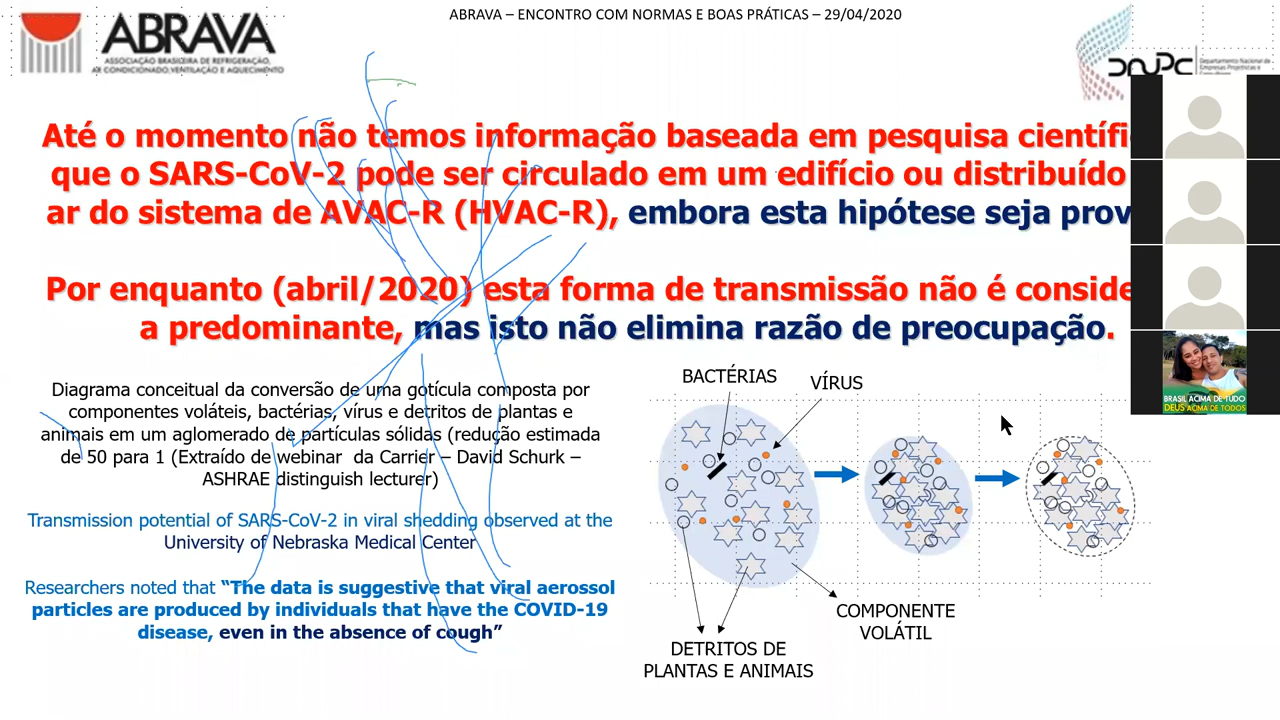 ABRAVA – ENCONTRO COM NORMAS E BOAS PRÁTICAS – 29/04/2020
ABRAVA
ASSOCIAÇÃO BRASILEIRA DE REFRIGERAÇÃO,
AR CONDICIONADO, VENTILAÇÃO E AQUECIMENTO
Departamento Nacional de
Empresas Projetistas e
Até o momento não temos informação baseada em pesquisa científi
que o SARS-CoV-2 pode ser circulado em um edifício ou distribuído
ar do sistema de AVAC-R (HVAC-R), embora esta hipótese seja prov
Por enquanto (abril/2020) esta forma de transmissão não é conside
a predominante, mas isto não elimina razão de preocupação.
BRASIL ACIMA DE TUDO
DEUS ACIMA DE TODOS
Diagrama conceitual da conversão de uma gotícula composta por
componentes voláteis, bactérias, vírus e detritos de plantas e
animais em um aglomerado de partículas sólidas (redução estimada
de 50 para 1 (Extraído de webinar da Carrier – David Schurk –
ASHRAE distinguish lecturer)
Transmission potential of SARS-CoV-2 in viral shedding observed at the
University of Nebraska Medical Center
Researchers noted that “The data is suggestive that viral aerossol
particles are produced by individuals that have the COVID-19
disease, even in the absence of cough”
BACTÉRIAS
VÍRUS
COMPONENTE
VOLÁTIL
DETRITOS DE
PLANTAS E ANIMAIS